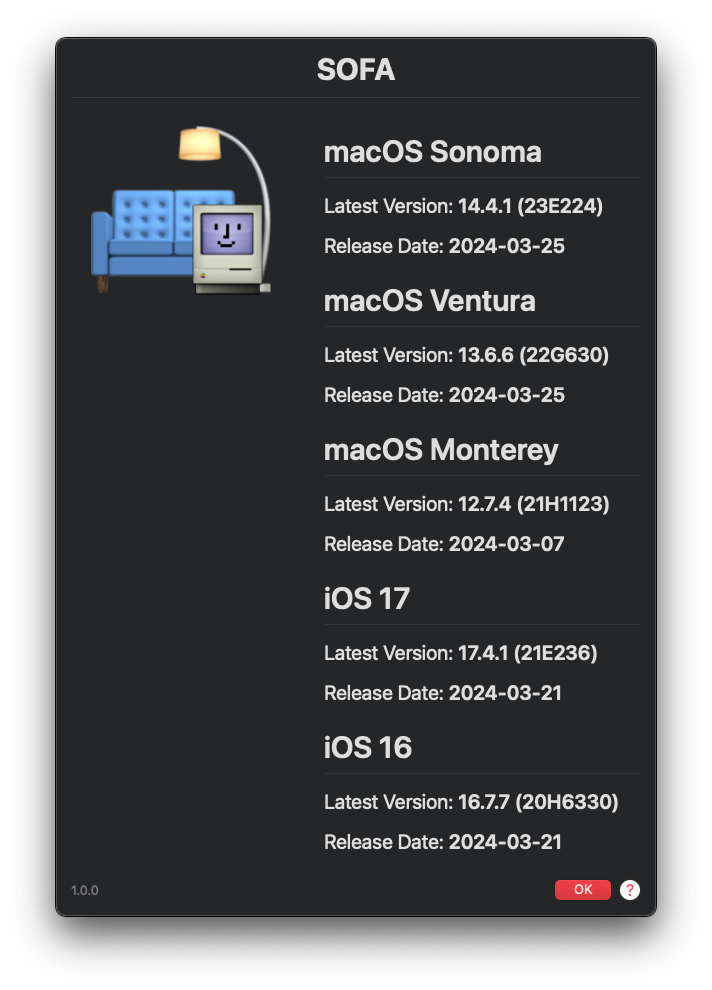 SOFA
macOS Sonoma
Latest Version: 14.4.1 (23E224)
Release Date: 2024-03-25
macOS Ventura
Latest Version: 13.6.6 (22G630)
Release Date: 2024-03-25
macOS Monterey
Latest Version: 12.7.4 (21H1123)
Release Date: 2024-03-07
iOS 17
Latest Version: 17.4.1 (21E236)
Release Date: 2024-03-21
iOS 16
Latest Version: 16.7.7 (20H6330)
Release Date: 2024-03-21
1.0.0
OK
?